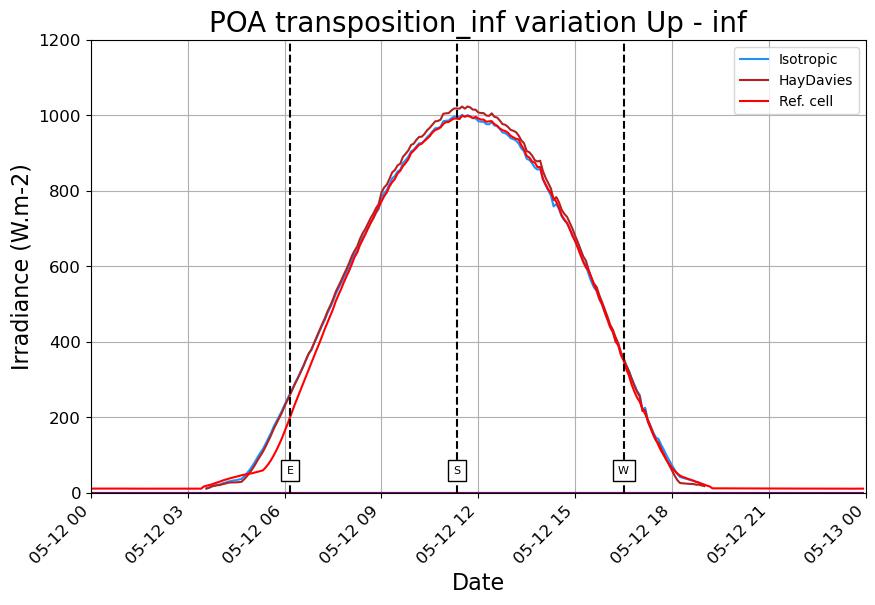 POA transposition_inf variation Up - inf
1200
1000
800
600
400
200
0
Irradiance (W.m-2)
Isotropic
HayDavies
Ref. cell
E
S
W
05-12 00
05-12 03
05-12 06
05-12 09
05-12 12
05-12 15
05-12 18
05-12 21
05-13 00
Date